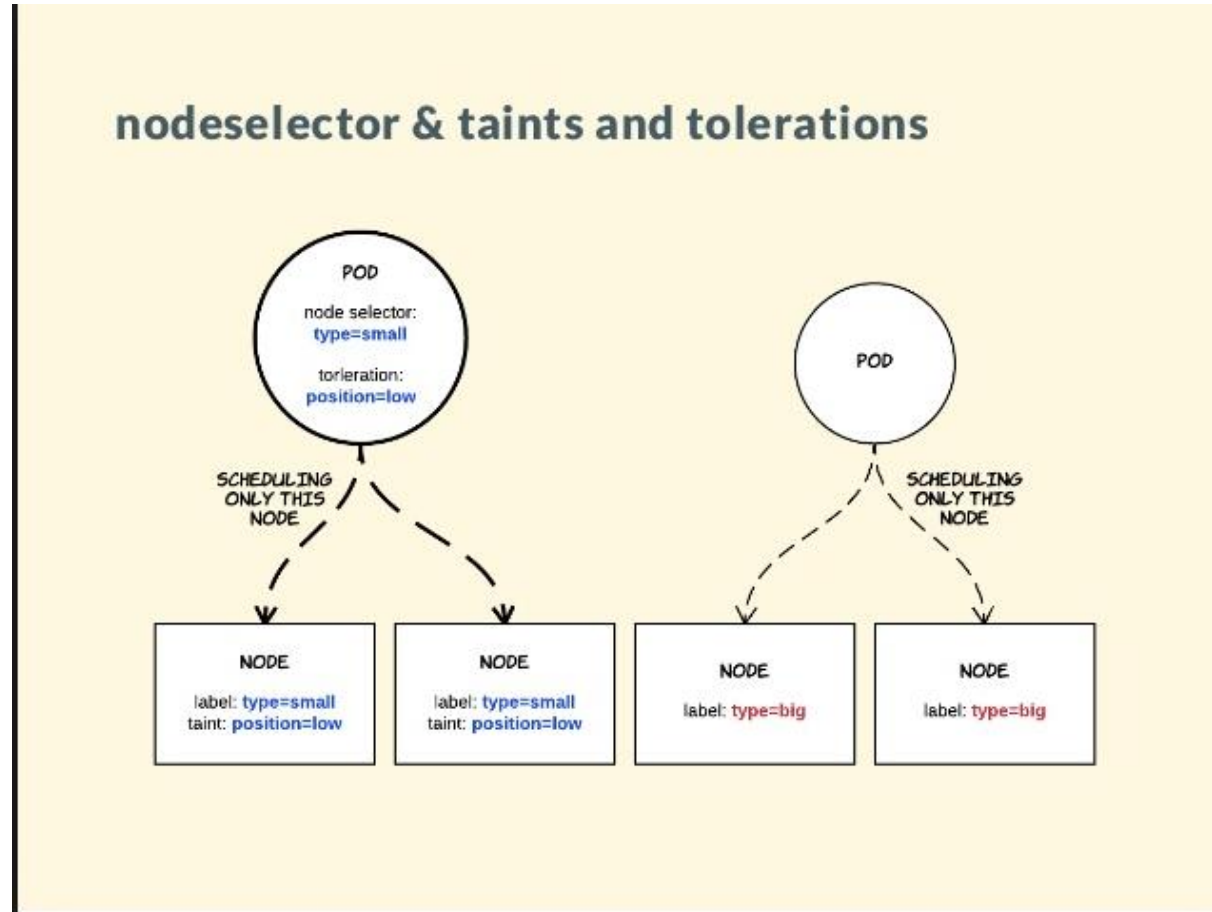 nodeselector & taints and tolerations
POD
node selector:
type=small
torleration:
position=low
POD
SCHEDULING
ONLY THIS
NODE
SCHEDULING
ONLY THIS
NODE
NODE
label: type=small
taint: position=low
NODE
label: type=small
taint: position=low
NODE
label: type=big
NODE
label: type=big